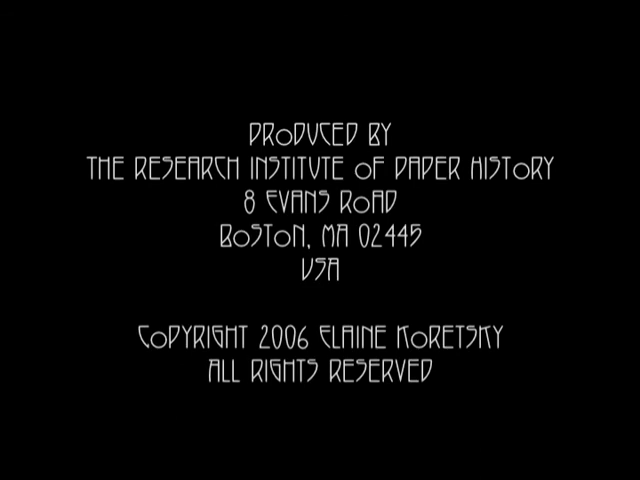 PRODUCED BY
THE RESEARCH INSTITUTE OF PAPER HISTORY
8 EVANS ROAD
BOSTON, MA 02445
USA
COPYRIGHT 2006 ELAINE KORETSKY
ALL RIGHTS RESERVED